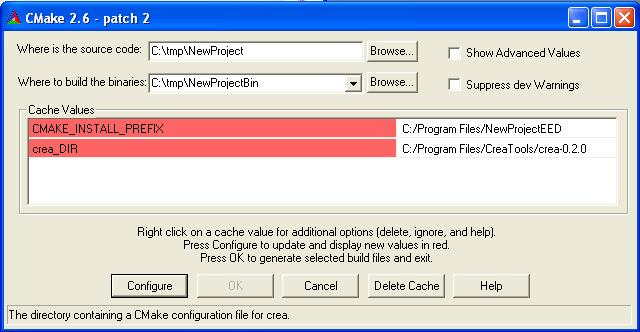 CMake 2.6 - patch 2
Where is the source code: C:\tmp\NewProject Browse... Show Advanced Values
Where to build the binaries: C:\tmp\NewProjectBin Browse... Suppress dev Warnings
Cache Values
CMAKE_INSTALL_PREFIX C:/Program Files/NewProjectEED
crea_DIR C:/Program Files/CreaTools/crea-0.2.0
Right click on a cache value for additional options (delete, ignore, and help).
Press Configure to update and display new values in red.
Press OK to generate selected build files and exit.
Configure OK Cancel Delete Cache Help
The directory containing a CMake configuration file for crea.